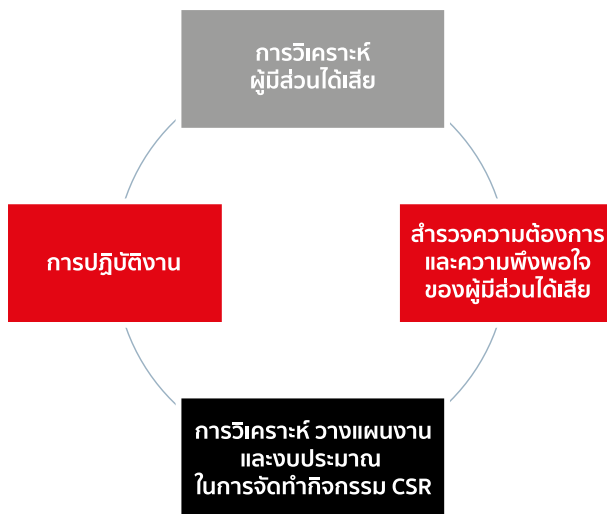 การวิเคราะห์
ผู้มีส่วนได้เสีย
การปฏิบัติงาน
สำรวจความต้องการ
และความพึงพอใจ
ของผู้มีส่วนได้เสีย
การวิเคราะห์ วางแผนงาน
และงบประมาณ
ในการจัดทำกิจกรรม CSR